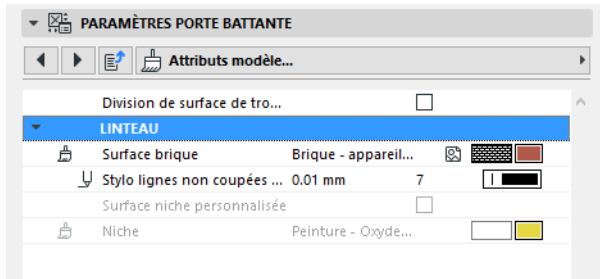 PARAMÈTRES PORTE BATTANTE
Attributs modèle...
Division de surface de tro...
LINTEAU
Surface brique Brique - appareil...
Stylo lignes non coupées ... 0.01 mm 7
Surface niche personnalisée
Niche Peinture - Oxyde...